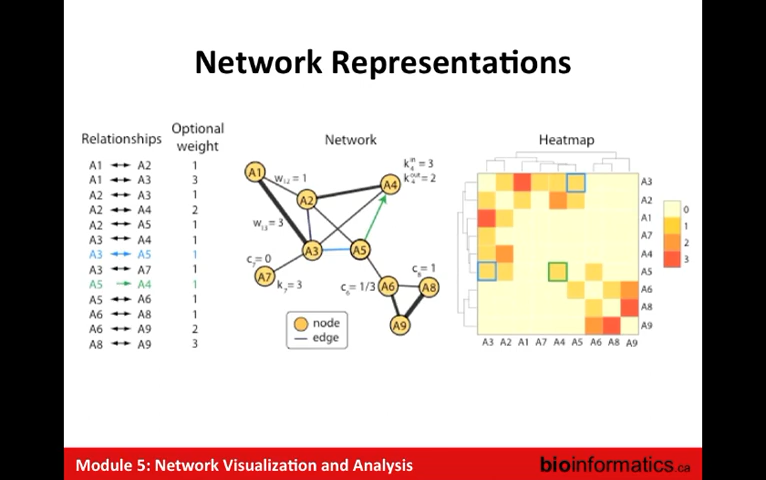 Network Representations
Relationships
Optional weight
A1 ↔ A2 1
A1 ↔ A3 3
A2 ↔ A3 1
A2 ↔ A4 2
A2 ↔ A5 1
A3 ↔ A4 1
A3 ↔ A5 1
A3 ↔ A7 1
A5 → A4 1
A5 ↔ A6 1
A6 ↔ A8 1
A6 ↔ A9 2
A8 ↔ A9 3
Network
A1
w₁₂ = 1
A2
A4
k₄ⁱⁿ = 3
k₄ᵒᵘᵗ = 2
w₁₃ = 3
A3
A5
c₇ = 0
A7
k₇ = 3
c₆ = 1/3
A6
c₈ = 1
A8
A9
node
edge
Heatmap
A3
A2
A1
A7
A4
A5
A6
A8
A9
A3 A2 A1 A7 A4 A5 A6 A8 A9
0
1
2
3
Module 5: Network Visualization and Analysis
bioinformatics.ca